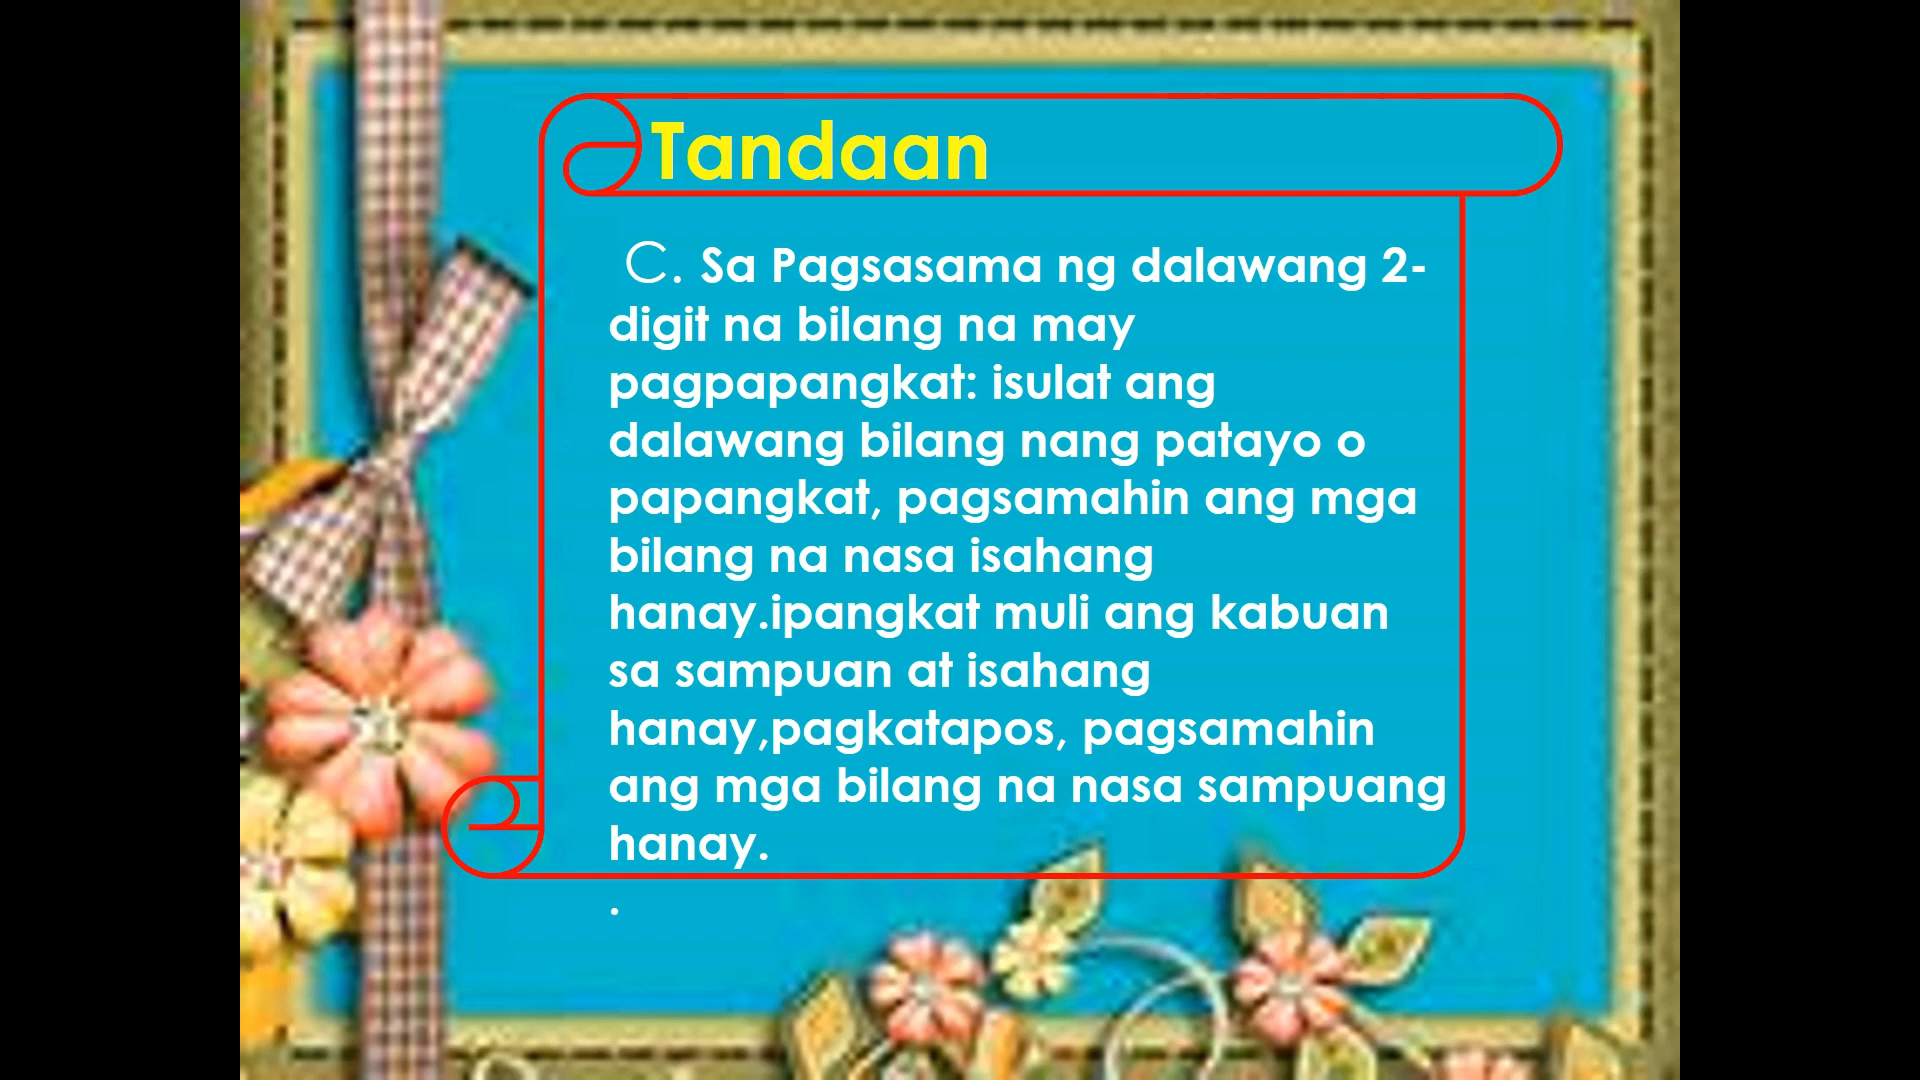 Tandaan
C. Sa Pagsasama ng dalawang 2-
digit na bilang na may
pagpapangkat: isulat ang
dalawang bilang nang patayo o
papangkat, pagsamahin ang mga
bilang na nasa isahang
hanay.ipangkat muli ang kabuan
sa sampuan at isahang
hanay,pagkatapos, pagsamahin
ang mga bilang na nasa sampuang
hanay.
.